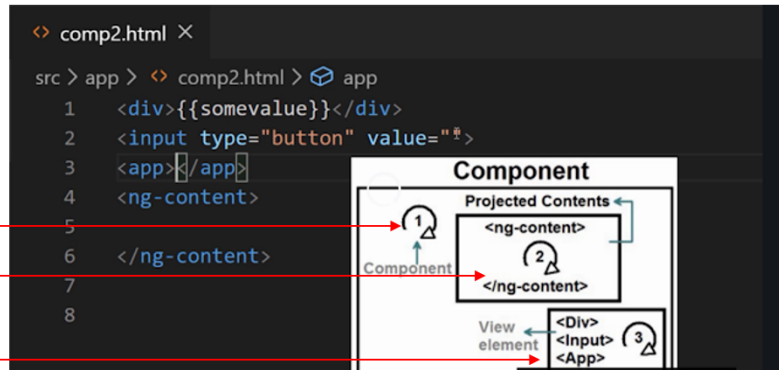 <> comp2.html ×
src > app > <> comp2.html > app
1 <div>{{somevalue}}</div>
2 <input type="button" value="">
3 <app></app>
4 <ng-content>
5
6 </ng-content>
7
8
Component
Projected Contents
1
<ng-content>
2
</ng-content>
Component
View
element
<Div>
<Input>
<App>
3